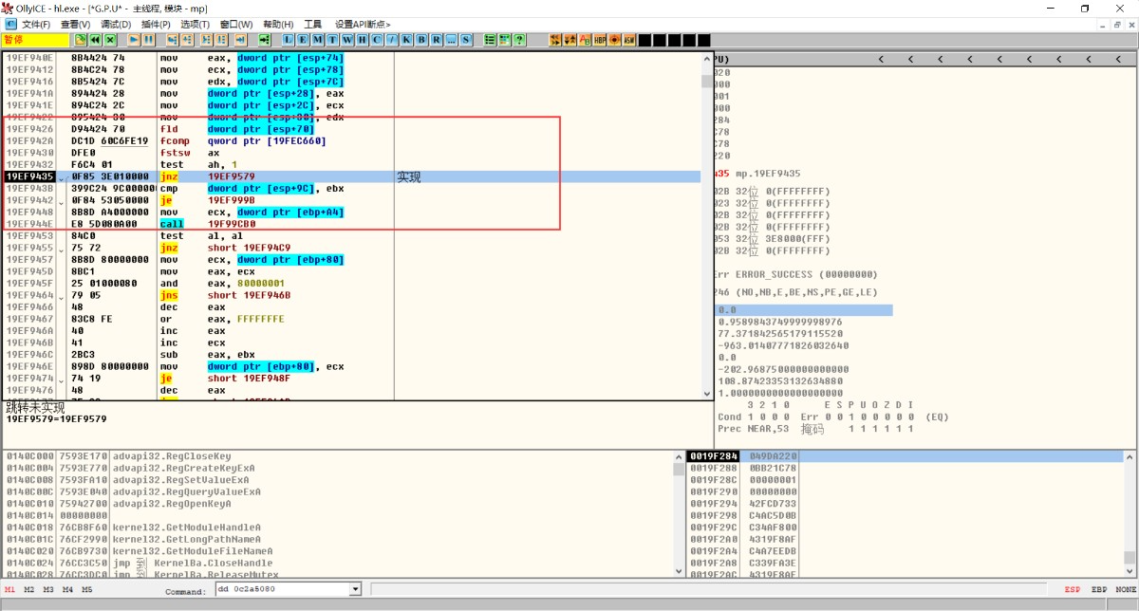 OllyICE - hl.exe - [*G.P.U* - 主线程, 模块 - mp]
文件(F) 查看(V) 调试(D) 插件(P) 选项(T) 窗口(W) 帮助(H) 工具 设置API断点>
暂停 L E M T W H C / K B R ... S
19EF940E 8B4424 74 mov eax, dword ptr [esp+74]
19EF9412 8B4C24 78 mov ecx, dword ptr [esp+78]
19EF9416 8B5424 7C mov edx, dword ptr [esp+7C]
19EF941A 894424 28 mov dword ptr [esp+28], eax
19EF941E 894C24 2C mov dword ptr [esp+2C], ecx
19EF9422 895424 30 mov dword ptr [esp+30], edx
19EF9426 D94424 70 fld dword ptr [esp+70]
19EF942A DC1D 60C6FE19 fcomp qword ptr [19FEC660]
19EF9430 DFE0 fstsw ax
19EF9432 F6C4 01 test ah, 1
19EF9435 0F85 3E010000 jnz 19EF9579 实现
19EF943B 399C24 9C00000 cmp dword ptr [esp+9C], ebx
19EF9442 0F84 53050000 je 19EF999B
19EF9448 8B8D A4000000 mov ecx, dword ptr [ebp+A4]
19EF944E E8 5D080A00 call 19F99CB0
19EF9453 84C0 test al, al
19EF9455 75 72 jnz short 19EF94C9
19EF9457 8B8D 80000000 mov ecx, dword ptr [ebp+80]
19EF945D 8BC1 mov eax, ecx
19EF945F 25 01000080 and eax, 80000001
19EF9464 79 05 jns short 19EF946B
19EF9466 48 dec eax
19EF9467 83C8 FE or eax, FFFFFFFE
19EF946A 40 inc eax
19EF946B 41 inc ecx
19EF946C 2BC3 sub eax, ebx
19EF946E 898D 80000000 mov dword ptr [ebp+80], ecx
19EF9474 74 19 je short 19EF948F
19EF9476 48 dec eax
跳转未实现
19EF9579=19EF9579
PU) < < < < < < < < <
020
000
001
000
284
C78
C78
220
435 mp.19EF9435
02B 32位 0(FFFFFFFF)
023 32位 0(FFFFFFFF)
02B 32位 0(FFFFFFFF)
02B 32位 0(FFFFFFFF)
053 32位 3E8000(FFF)
02B 32位 0(FFFFFFFF)
Err ERROR_SUCCESS (00000000)
246 (NO,NB,E,BE,NS,PE,GE,LE)
0.0
0.9589843749999998976
77.371842565179115520
-963.01407771826032640
0.0
-202.96875000000000000
108.87423353132634880
1.0000000000000000000
3 2 1 0 E S P U O Z D I
Cond 1 0 0 0 Err 0 0 1 0 0 0 0 0 (EQ)
Prec NEAR,53 掩码 1 1 1 1 1 1
0140C000 7593E170 advapi32.RegCloseKey
0140C004 7593E770 advapi32.RegCreateKeyExA
0140C008 7593FA10 advapi32.RegSetValueExA
0140C00C 7593E040 advapi32.RegQueryValueExA
0140C010 75942700 advapi32.RegOpenKeyA
0140C014 00000000
0140C018 76CB8F60 kernel32.GetModuleHandleA
0140C01C 76CF2990 kernel32.GetLongPathNameA
0140C020 76CB9730 kernel32.GetModuleFileNameA
0140C024 76CC3C50 jmp 到 KernelBa.CloseHandle
0140C028 76CC3DC0 jmp 到 KernelBa.ReleaseMutex
0019F284 049DA220
0019F288 0BB21C78
0019F28C 00000001
0019F290 00000000
0019F294 42FCD733
0019F298 C4AC5D0B
0019F29C C34AF800
0019F2A0 4319F8AF
0019F2A4 C4A7EEDB
0019F2A8 C339FA3E
0019F2AC 4319F8AF
M1 M2 M3 M4 M5 Command: dd 0c2a5080 ESP EBP NONE